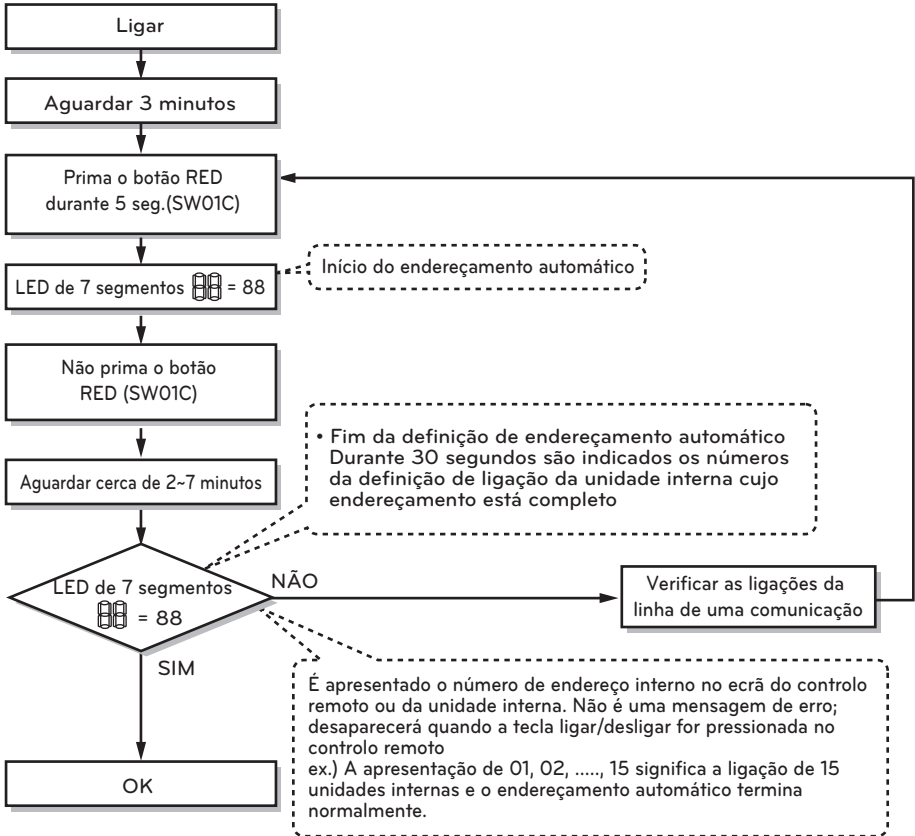 Ligar
Aguardar 3 minutos
Prima o botão RED
durante 5 seg.(SW01C)
LED de 7 segmentos 88 = 88
Início do endereçamento automático
Não prima o botão
RED (SW01C)
• Fim da definição de endereçamento automático
Durante 30 segundos são indicados os números
da definição de ligação da unidade interna cujo
endereçamento está completo
Aguardar cerca de 2~7 minutos
LED de 7 segmentos
88 = 88
NÃO
Verificar as ligações da
linha de uma comunicação
SIM
É apresentado o número de endereço interno no ecrã do controlo
remoto ou da unidade interna. Não é uma mensagem de erro;
desaparecerá quando a tecla ligar/desligar for pressionada no
controlo remoto
ex.) A apresentação de 01, 02, ....., 15 significa a ligação de 15
unidades internas e o endereçamento automático termina
normalmente.
OK